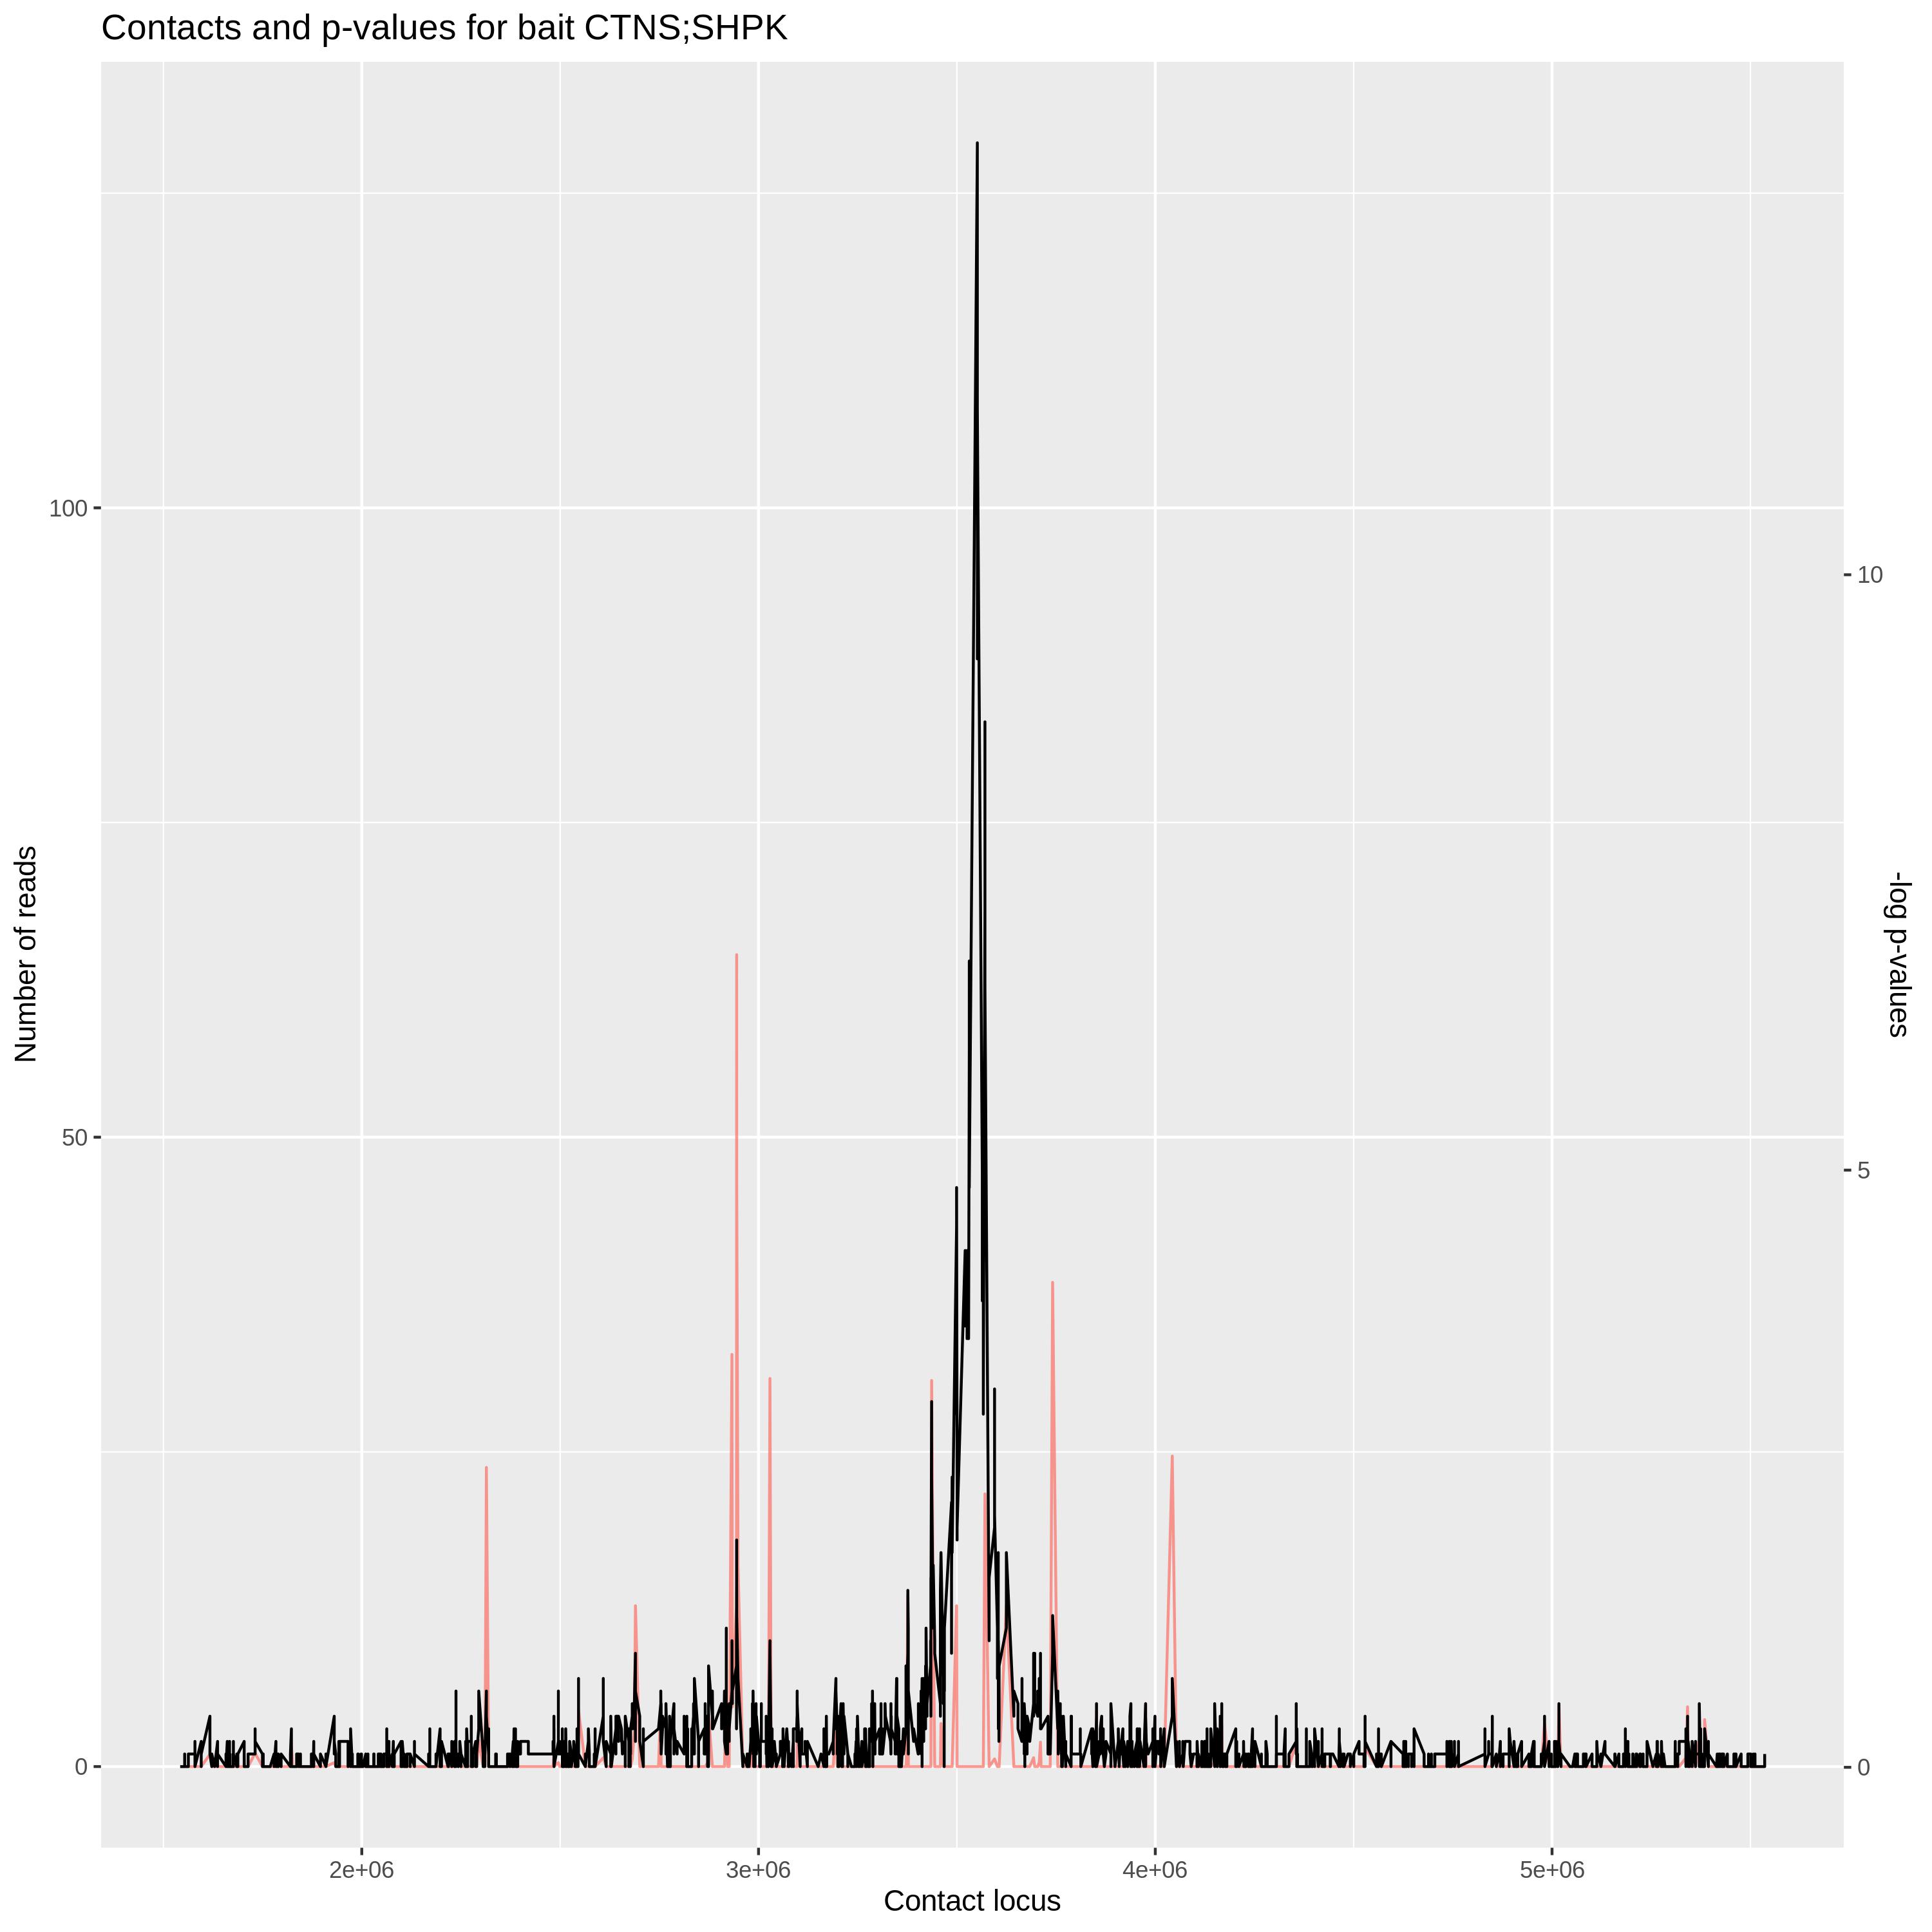 Contacts and p-values for bait CTNS;SHPK
Number of reads
100
50
0
10
5
0
-log p-values
2e+06
3e+06
4e+06
5e+06
Contact locus